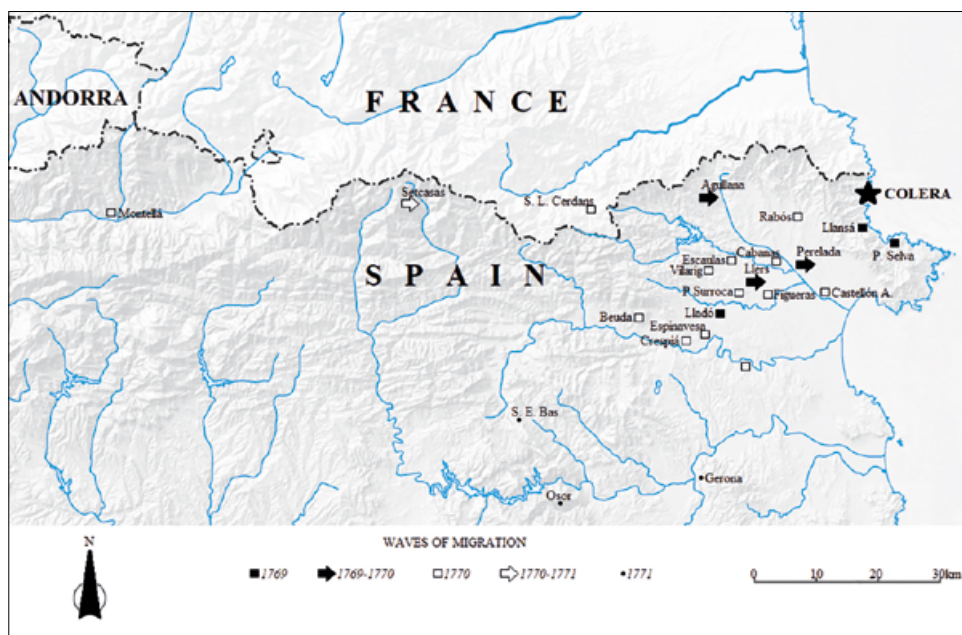 FRANCE
ANDORRA
Setcasas
Agullana
COLERA
S. L. Cerdans
Montellá
Rabós
Llansá
P. Selva
SPAIN
Escaulas
Cabanas
Perelada
Vilarig
Llers
P. Surroca
Figueras
Castellón A.
Beuda
Lladó
Espinavesa
Crespiá
S. E. Bas
Gerona
Osor
N
WAVES OF MIGRATION
1769
1769-1770
1770
1770-1771
1771
0 10 20 30km